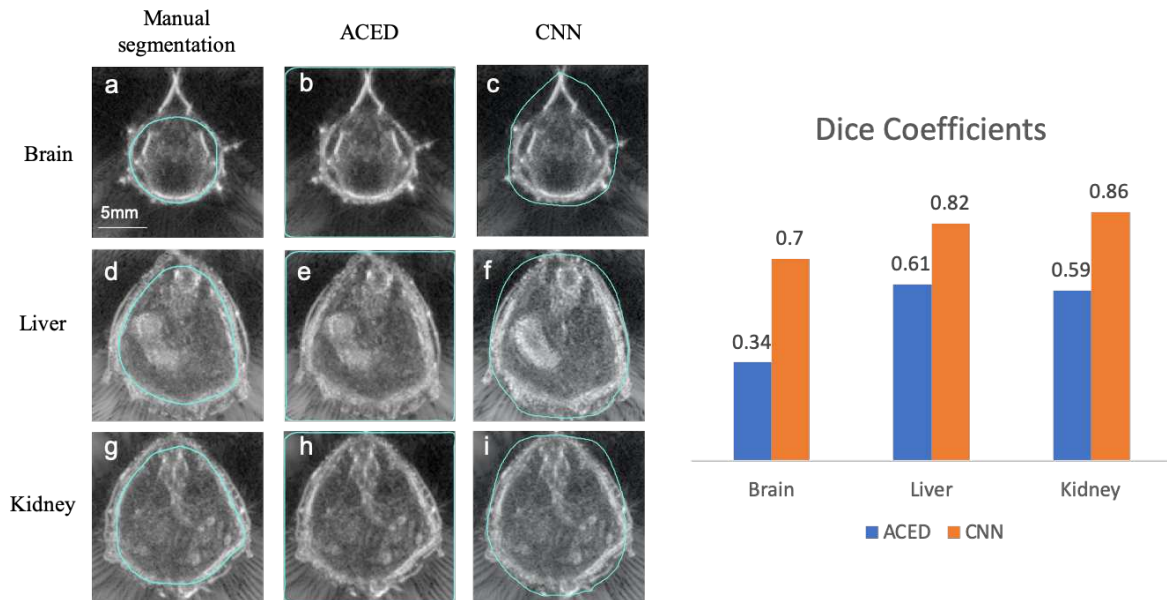 Manual
segmentation
ACED
CNN
a
b
c
Brain
5mm
d
e
f
Liver
g
h
i
Kidney
Dice Coefficients
0.34
0.7
0.61
0.82
0.59
0.86
Brain
Liver
Kidney
ACED
CNN